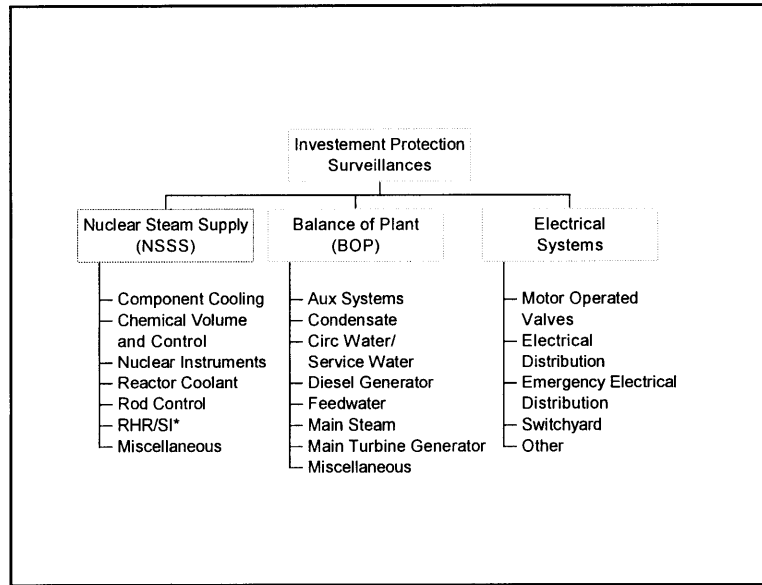 Investement Protection
Surveillances
Nuclear Steam Supply
(NSSS)
Component Cooling
Chemical Volume
and Control
Nuclear Instruments
Reactor Coolant
Rod Control
RHR/SI*
Miscellaneous
Balance of Plant
(BOP)
Aux Systems
Condensate
Circ Water/
Service Water
Diesel Generator
Feedwater
Main Steam
Main Turbine Generator
Miscellaneous
Electrical
Systems
Motor Operated
Valves
Electrical
Distribution
Emergency Electrical
Distribution
Switchyard
Other